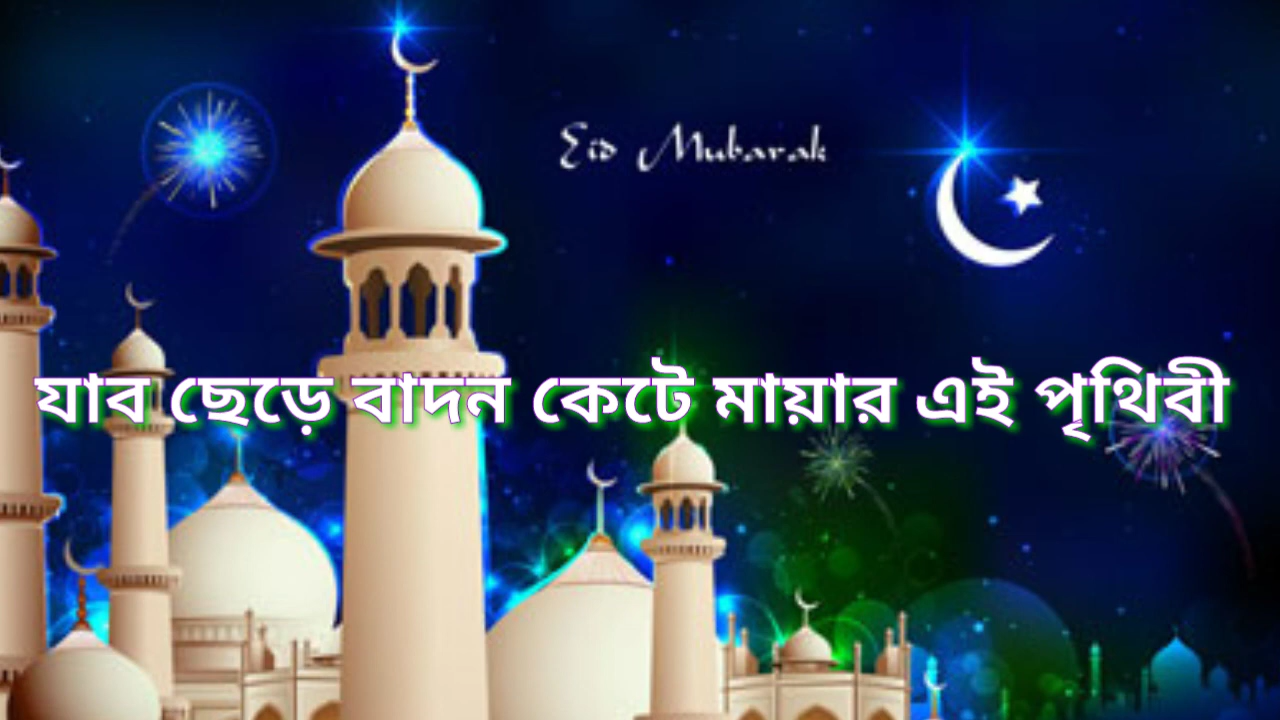 Eid Mubarak
যাব ছেড়ে বাদন কেটে মায়ার এই পৃথিবী